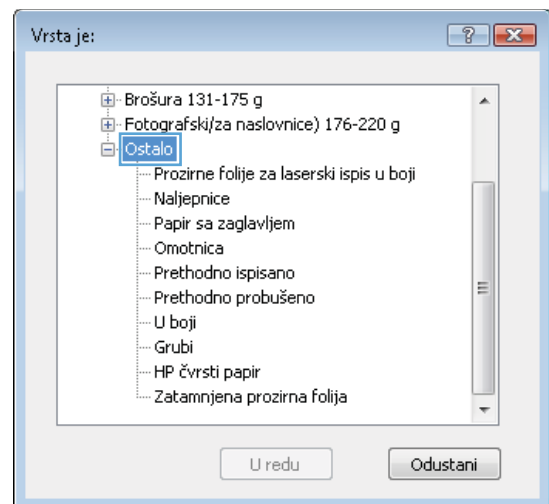 Vrsta je:
Brošura 131-175 g
Fotografski/za naslovnice) 176-220 g
Ostalo
Prozirne folije za laserski ispis u boji
Naljepnice
Papir sa zaglavljem
Omotnica
Prethodno ispisano
Prethodno probušeno
U boji
Grubi
HP čvrsti papir
Zatamnjena prozirna folija
U redu Odustani